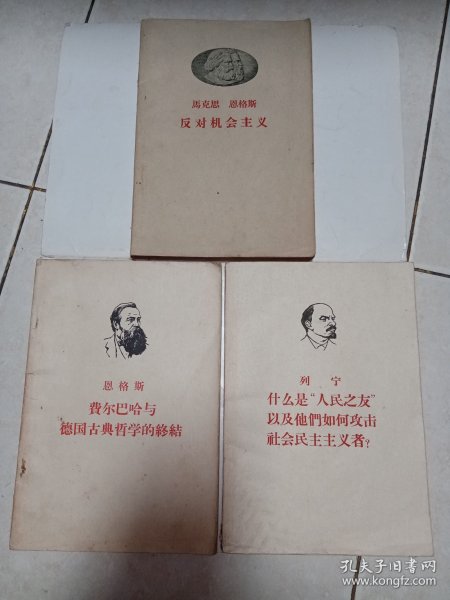 馬克思 恩格斯
反对机会主义
恩格斯
費尔巴哈与
德国古典哲学的終結
列宁
什么是“人民之友”
以及他們如何攻击
社会民主主义者?
孔夫子旧书网
www.kongfz.com